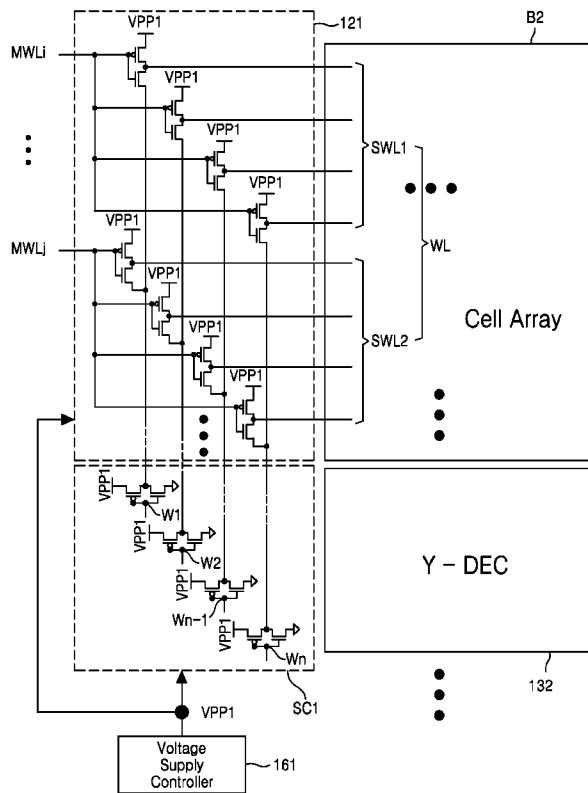 VPP1
121
B2
MWLi
VPP1
VPP1
SWL1
VPP1
WL
VPP1
MWLj
VPP1
Cell Array
VPP1
SWL2
VPP1
VPP1
W1
VPP1
W2
Y - DEC
VPP1
Wn-1
VPP1
Wn
132
SC1
VPP1
Voltage
Supply
Controller
161